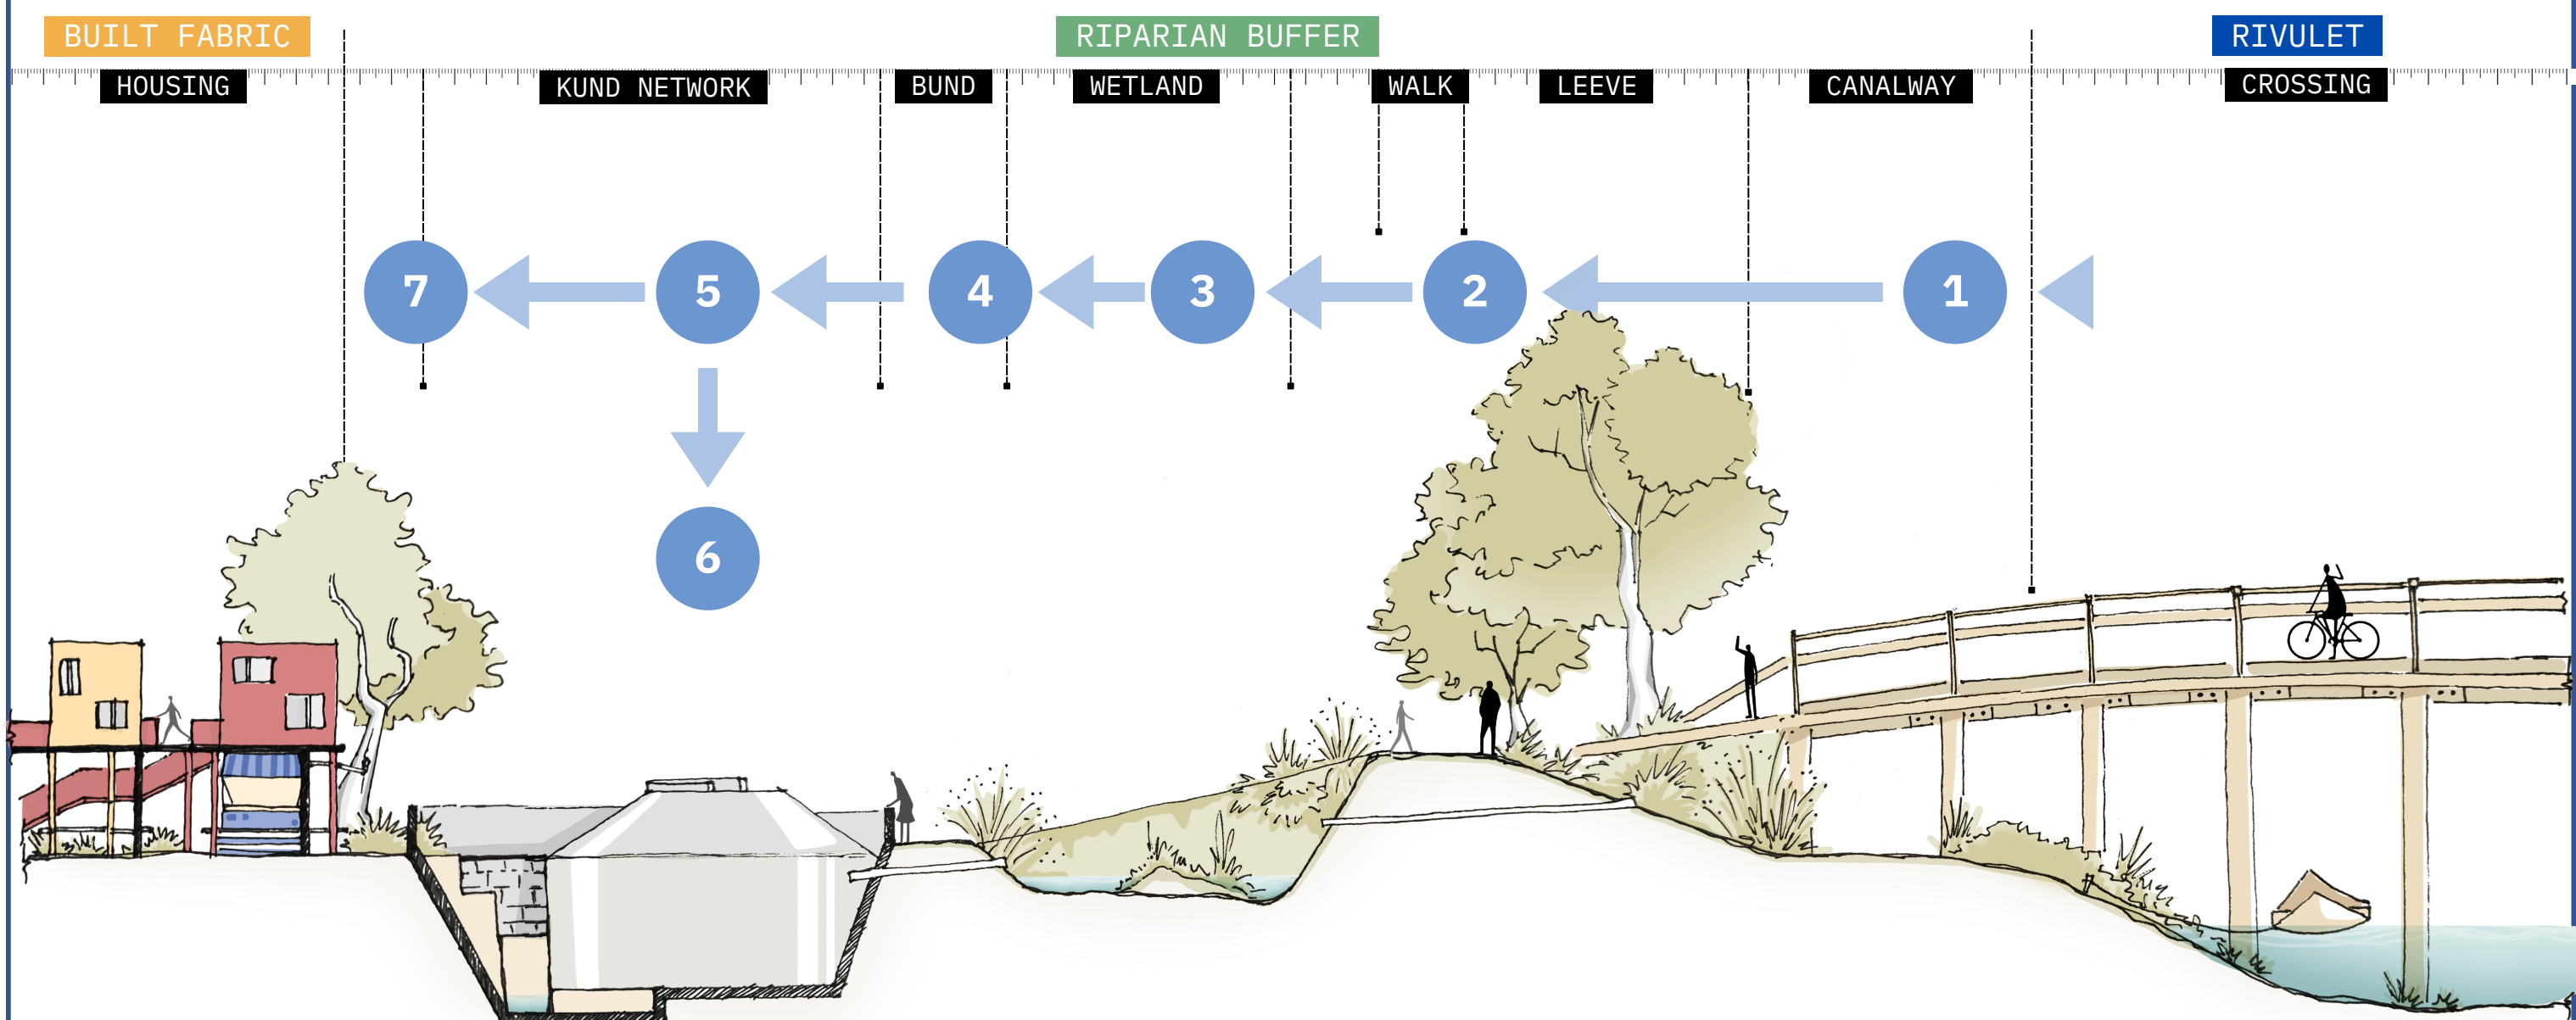 BUILT FABRIC
RIPARIAN BUFFER
RIVULET
HOUSING
KUND NETWORK
BUND
WETLAND
WALK
LEEVE
CANALWAY
CROSSING
7
5
4
3
2
1
6